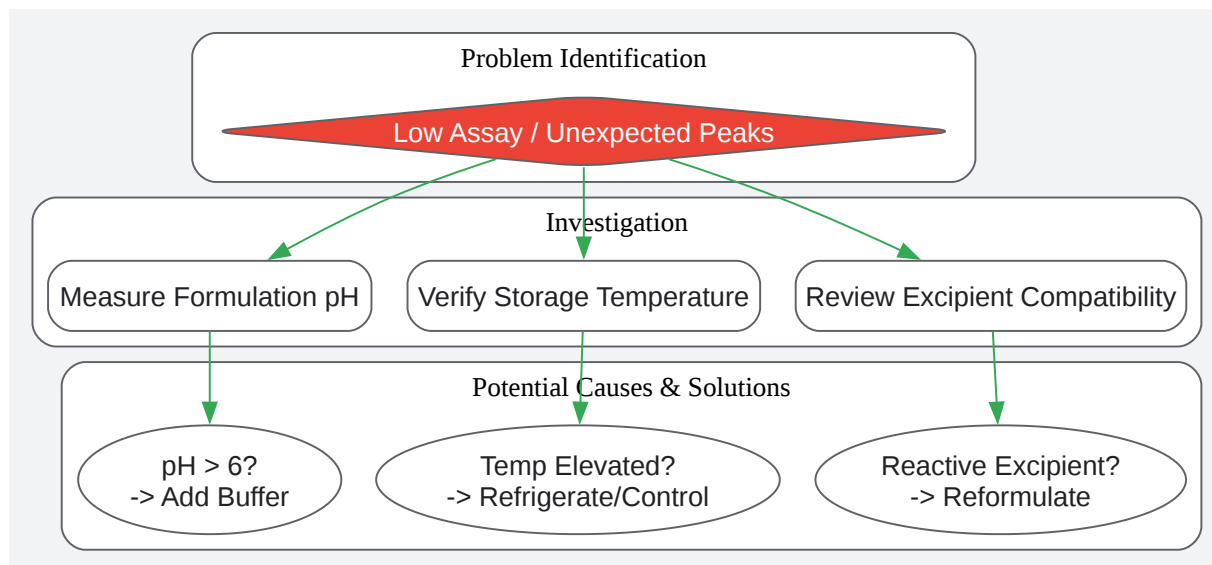 Problem Identification
Low Assay / Unexpected Peaks
Investigation
Measure Formulation pH
Verify Storage Temperature
Review Excipient Compatibility
Potential Causes & Solutions
pH > 6?
-> Add Buffer
Temp Elevated?
-> Refrigerate/Control
Reactive Excipient?
-> Reformulate